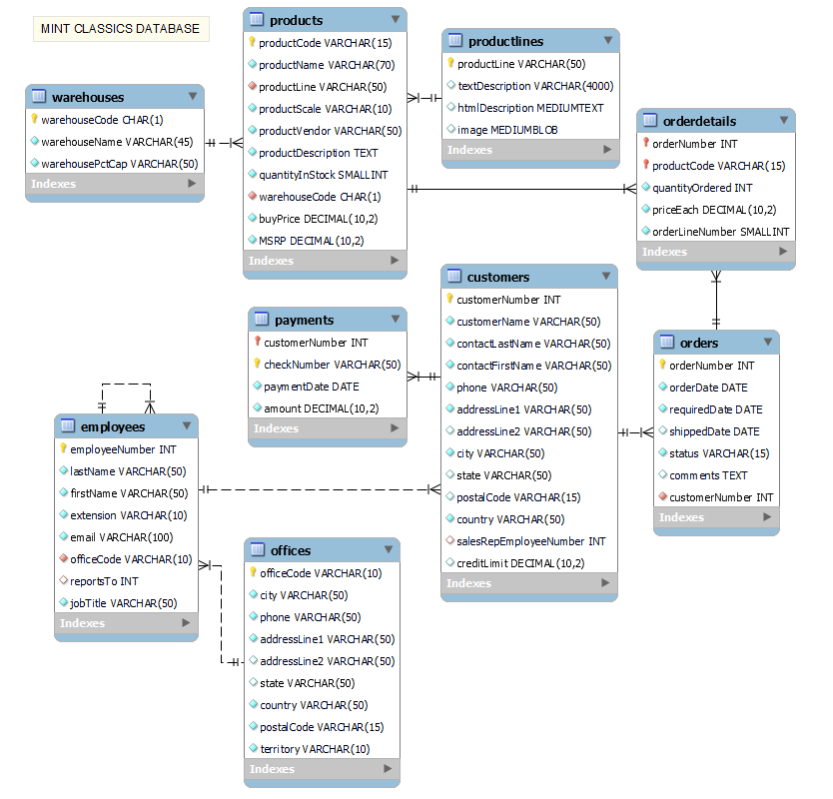 MINT CLASSICS DATABASE
products
productCode VARCHAR(15)
productName VARCHAR(70)
productLine VARCHAR(50)
productScale VARCHAR(10)
productVendor VARCHAR(50)
productDescription TEXT
quantityInStock SMALLINT
warehouseCode CHAR(1)
buyPrice DECIMAL(10,2)
MSRP DECIMAL(10,2)
Indexes
productlines
productLine VARCHAR(50)
textDescription VARCHAR(4000)
htmlDescription MEDIUMTEXT
image MEDIUMBLOB
Indexes
warehouses
warehouseCode CHAR(1)
warehouseName VARCHAR(45)
warehousePctCap VARCHAR(50)
Indexes
orderdetails
orderNumber INT
productCode VARCHAR(15)
quantityOrdered INT
priceEach DECIMAL(10,2)
orderLineNumber SMALLINT
Indexes
customers
customerNumber INT
customerName VARCHAR(50)
contactLastName VARCHAR(50)
contactFirstName VARCHAR(50)
phone VARCHAR(50)
addressLine1 VARCHAR(50)
addressLine2 VARCHAR(50)
city VARCHAR(50)
state VARCHAR(50)
postalCode VARCHAR(15)
country VARCHAR(50)
salesRepEmployeeNumber INT
creditLimit DECIMAL(10,2)
Indexes
payments
customerNumber INT
checkNumber VARCHAR(50)
paymentDate DATE
amount DECIMAL(10,2)
Indexes
orders
orderNumber INT
orderDate DATE
requiredDate DATE
shippedDate DATE
status VARCHAR(15)
comments TEXT
customerNumber INT
Indexes
employees
employeeNumber INT
lastName VARCHAR(50)
firstName VARCHAR(50)
extension VARCHAR(10)
email VARCHAR(100)
officeCode VARCHAR(10)
reportsTo INT
jobTitle VARCHAR(50)
Indexes
offices
officeCode VARCHAR(10)
city VARCHAR(50)
phone VARCHAR(50)
addressLine1 VARCHAR(50)
addressLine2 VARCHAR(50)
state VARCHAR(50)
country VARCHAR(50)
postalCode VARCHAR(15)
territory VARCHAR(10)
Indexes